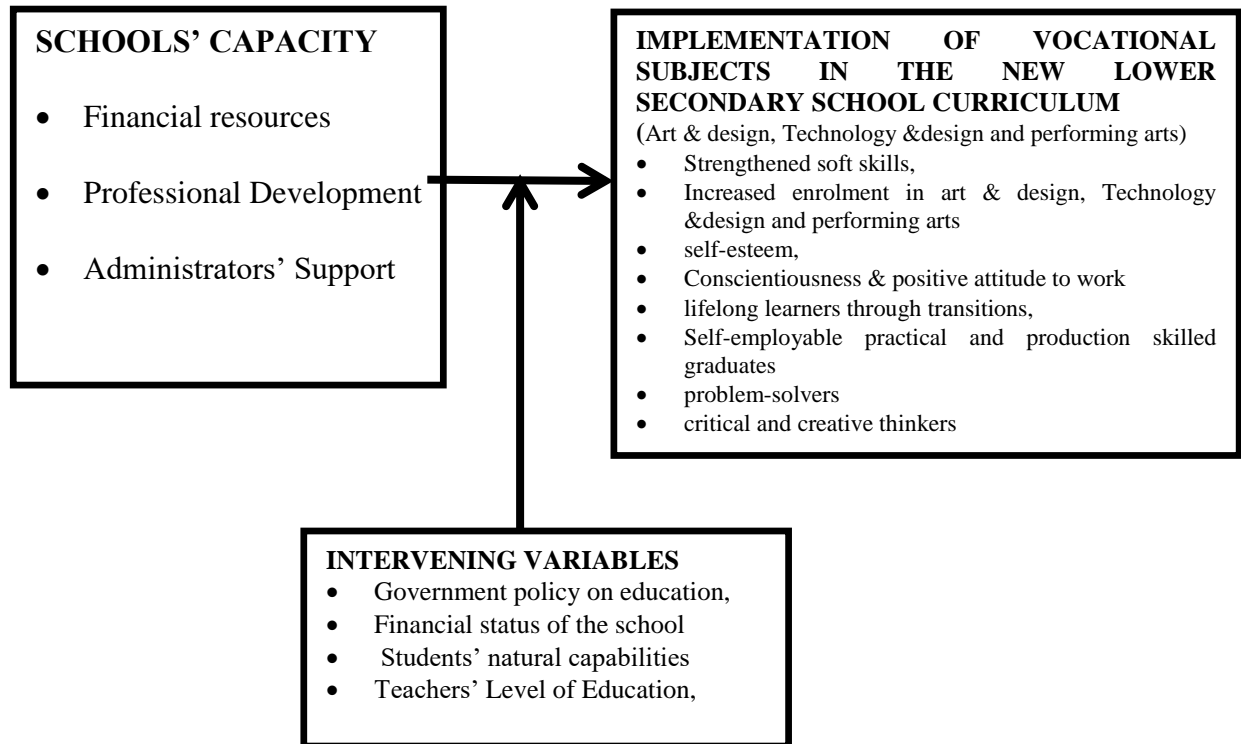 SCHOOLS’ CAPACITY
• Financial resources
• Professional Development
• Administrators’ Support
IMPLEMENTATION OF VOCATIONAL
SUBJECTS IN THE NEW LOWER
SECONDARY SCHOOL CURRICULUM
(Art & design, Technology &design and performing arts)
• Strengthened soft skills,
• Increased enrolment in art & design, Technology
&design and performing arts
• self-esteem,
• Conscientiousness & positive attitude to work
• lifelong learners through transitions,
• Self-employable practical and production skilled
graduates
• problem-solvers
• critical and creative thinkers
INTERVENING VARIABLES
• Government policy on education,
• Financial status of the school
• Students’ natural capabilities
• Teachers’ Level of Education,